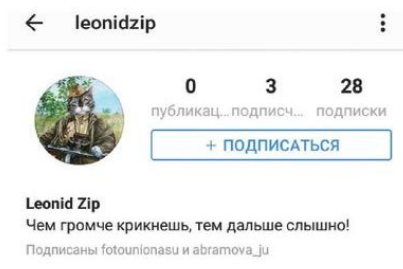 leonidzip
0 3 28
публикац... подписч... подписки
+ ПОДПИСАТЬСЯ
Leonid Zip
Чем громче крикнешь, тем дальше слышно!
Подписаны fotounionasu и abramova_ju